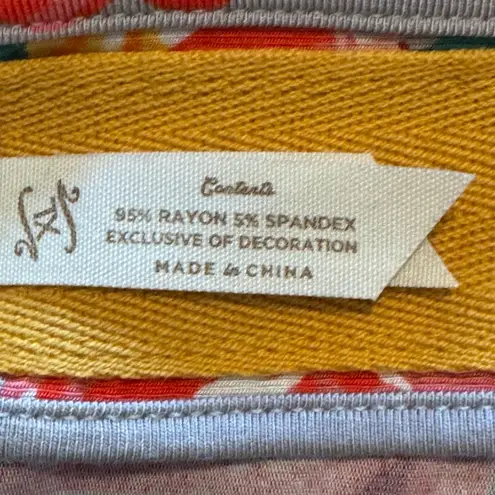 Contents
95% RAYON 5% SPANDEX
EXCLUSIVE OF DECORATION
MADE in CHINA